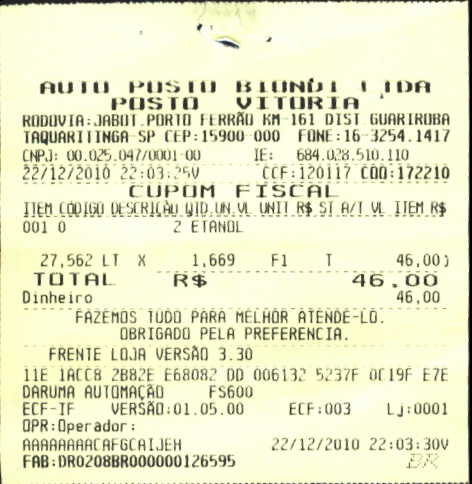 AUTO POSTO BIONDI LTDA
POSTO VITORIA
RODOVIA:JABOT.PORTO FERRÃO KM-161 DIST GUARIROBA
TAQUARITINGA-SP CEP:15900-000 FONE:16-3254.1417
CNPJ: 00.025.047/0001-00 IE: 684.028.510.110
22/12/2010 22:03:25V CCF:120117 COO:172210
CUPOM FISCAL
ITEM CÓDIGO DESCRIÇÃO QTD.UN.VL UNIT R$ ST A/T VL ITEM R$
001 0 2 ETANOL
27,562 LT X 1,669 F1 T 46,00
TOTAL R$ 46,00
Dinheiro 46,00
FAZEMOS TUDO PARA MELHOR ATENDE-LO.
OBRIGADO PELA PREFERENCIA.
FRENTE LOJA VERSÃO 3.30
11E 1ACC8 2B82E E68082 DD 006132 5237F 0C19F E7E
DARUMA AUTOMAÇÃO FS600
ECF-IF VERSÃO:01.05.00 ECF:003 Lj:0001
OPR:Operador:
AAAAAAAACAFGCAIJEH 22/12/2010 22:03:30V
FAB:DR0208BR000000126595 BR